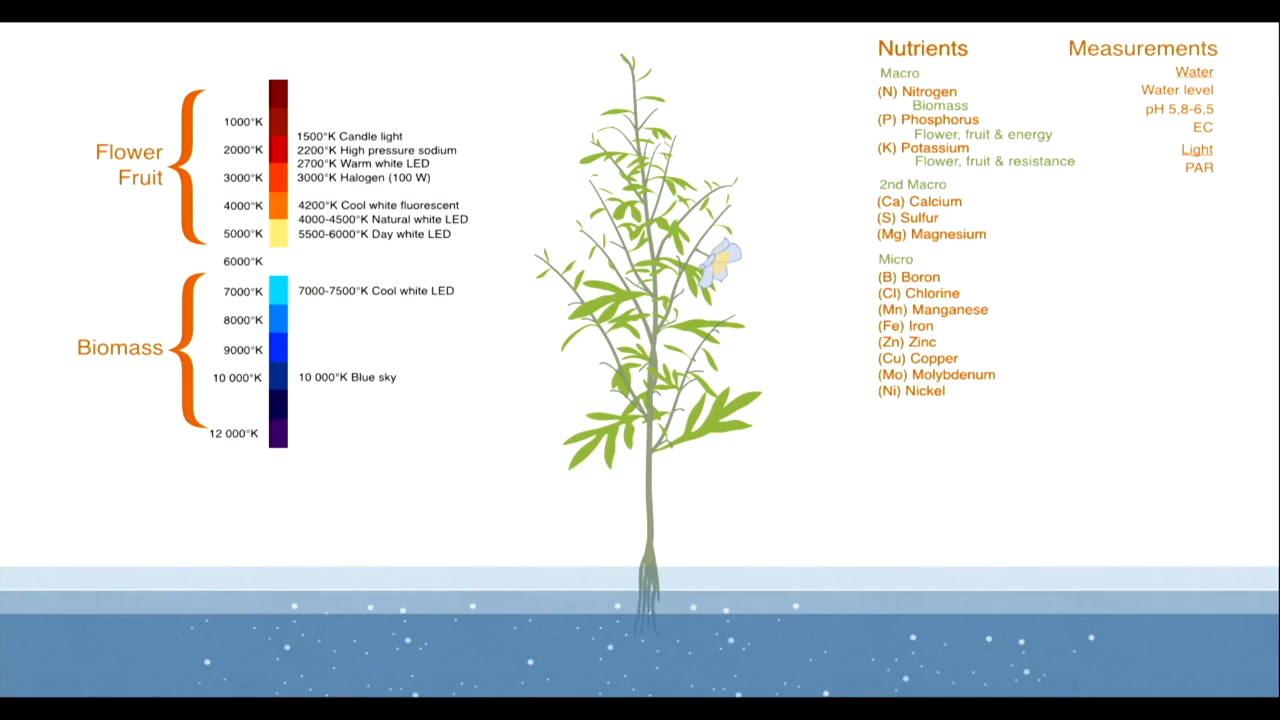 Flower
Fruit
Biomass
1000°K
2000°K
3000°K
4000°K
5000°K
6000°K
7000°K
8000°K
9000°K
10 000°K
12 000°K
1500°K Candle light
2200°K High pressure sodium
2700°K Warm white LED
3000°K Halogen (100 W)
4200°K Cool white fluorescent
4000-4500°K Natural white LED
5500-6000°K Day white LED
7000-7500°K Cool white LED
10 000°K Blue sky
Nutrients
Macro
(N) Nitrogen
Biomass
(P) Phosphorus
Flower, fruit & energy
(K) Potassium
Flower, fruit & resistance
2nd Macro
(Ca) Calcium
(S) Sulfur
(Mg) Magnesium
Micro
(B) Boron
(Cl) Chlorine
(Mn) Manganese
(Fe) Iron
(Zn) Zinc
(Cu) Copper
(Mo) Molybdenum
(Ni) Nickel
Measurements
Water
Water level
pH 5,8-6,5
EC
Light
PAR